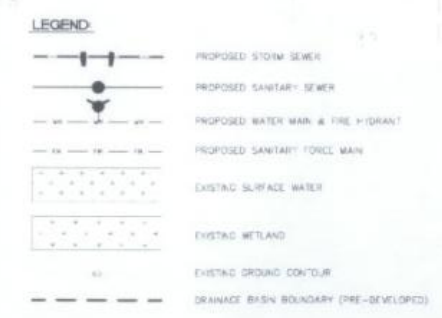 LEGEND:
PROPOSED STORM SEWER
PROPOSED SANITARY SEWER
PROPOSED WATER MAIN & FIRE HYDRANT
PROPOSED SANITARY FORCE MAIN
EXISTING SURFACE WATER
EXISTING WETLAND
EXISTING GROUND CONTOUR
DRAINAGE BASIN BOUNDARY (PRE-DEVELOPED)